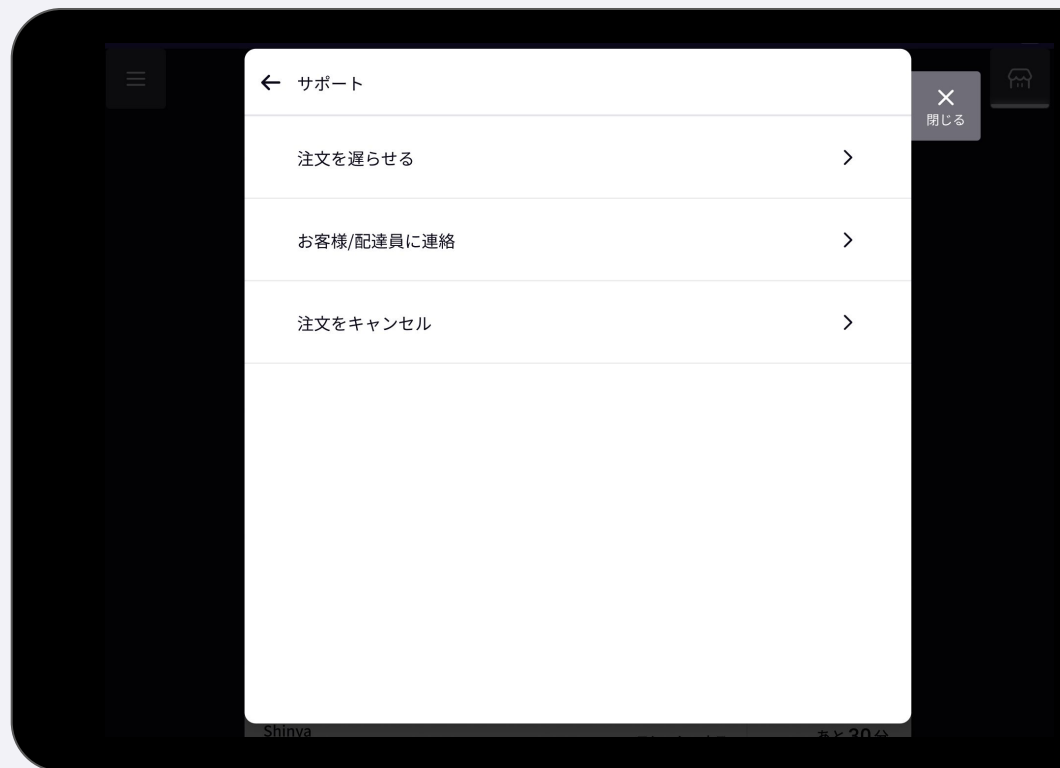 サポート
閉じる
注文を遅らせる
お客様/配達員に連絡
注文をキャンセル
Shinya
あと30分